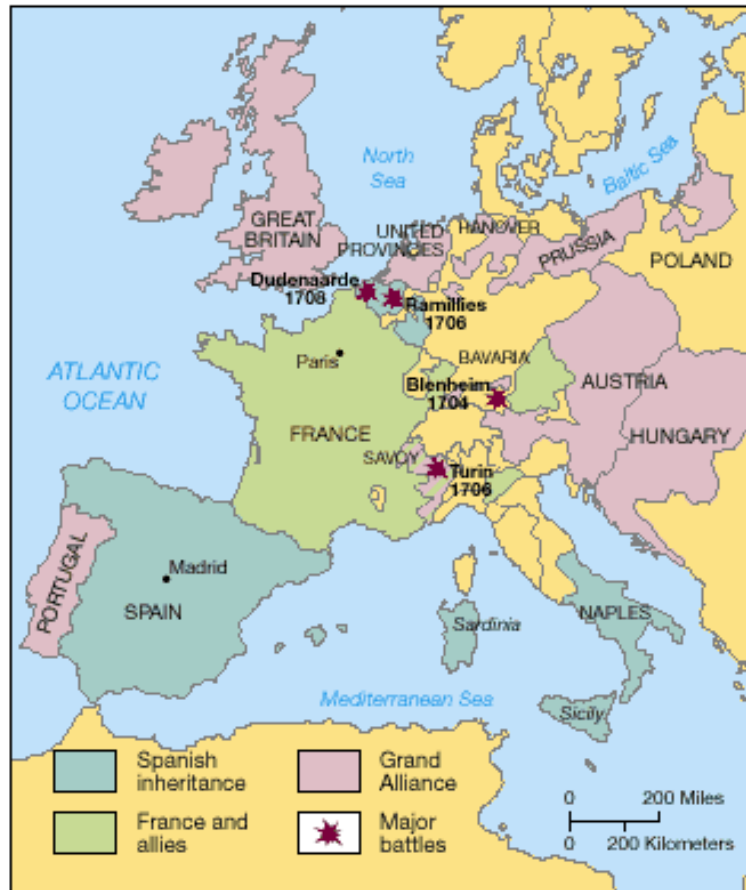 North
Sea
Baltic Sea
GREAT
BRITAIN
UNITED
PROVINCES
HANOVER
PRUSSIA
POLAND
Dudenaarde
1708
Ramillies
1706
ATLANTIC
OCEAN
Paris
BAVARIA
Blenheim
1704
AUSTRIA
HUNGARY
FRANCE
SAVOY
Turin
1706
PORTUGAL
Madrid
SPAIN
Sardinia
NAPLES
Sicily
Mediterranean Sea
Spanish
inheritance
Grand
Alliance
France and
allies
Major
battles
0 200 Miles
0 200 Kilometers